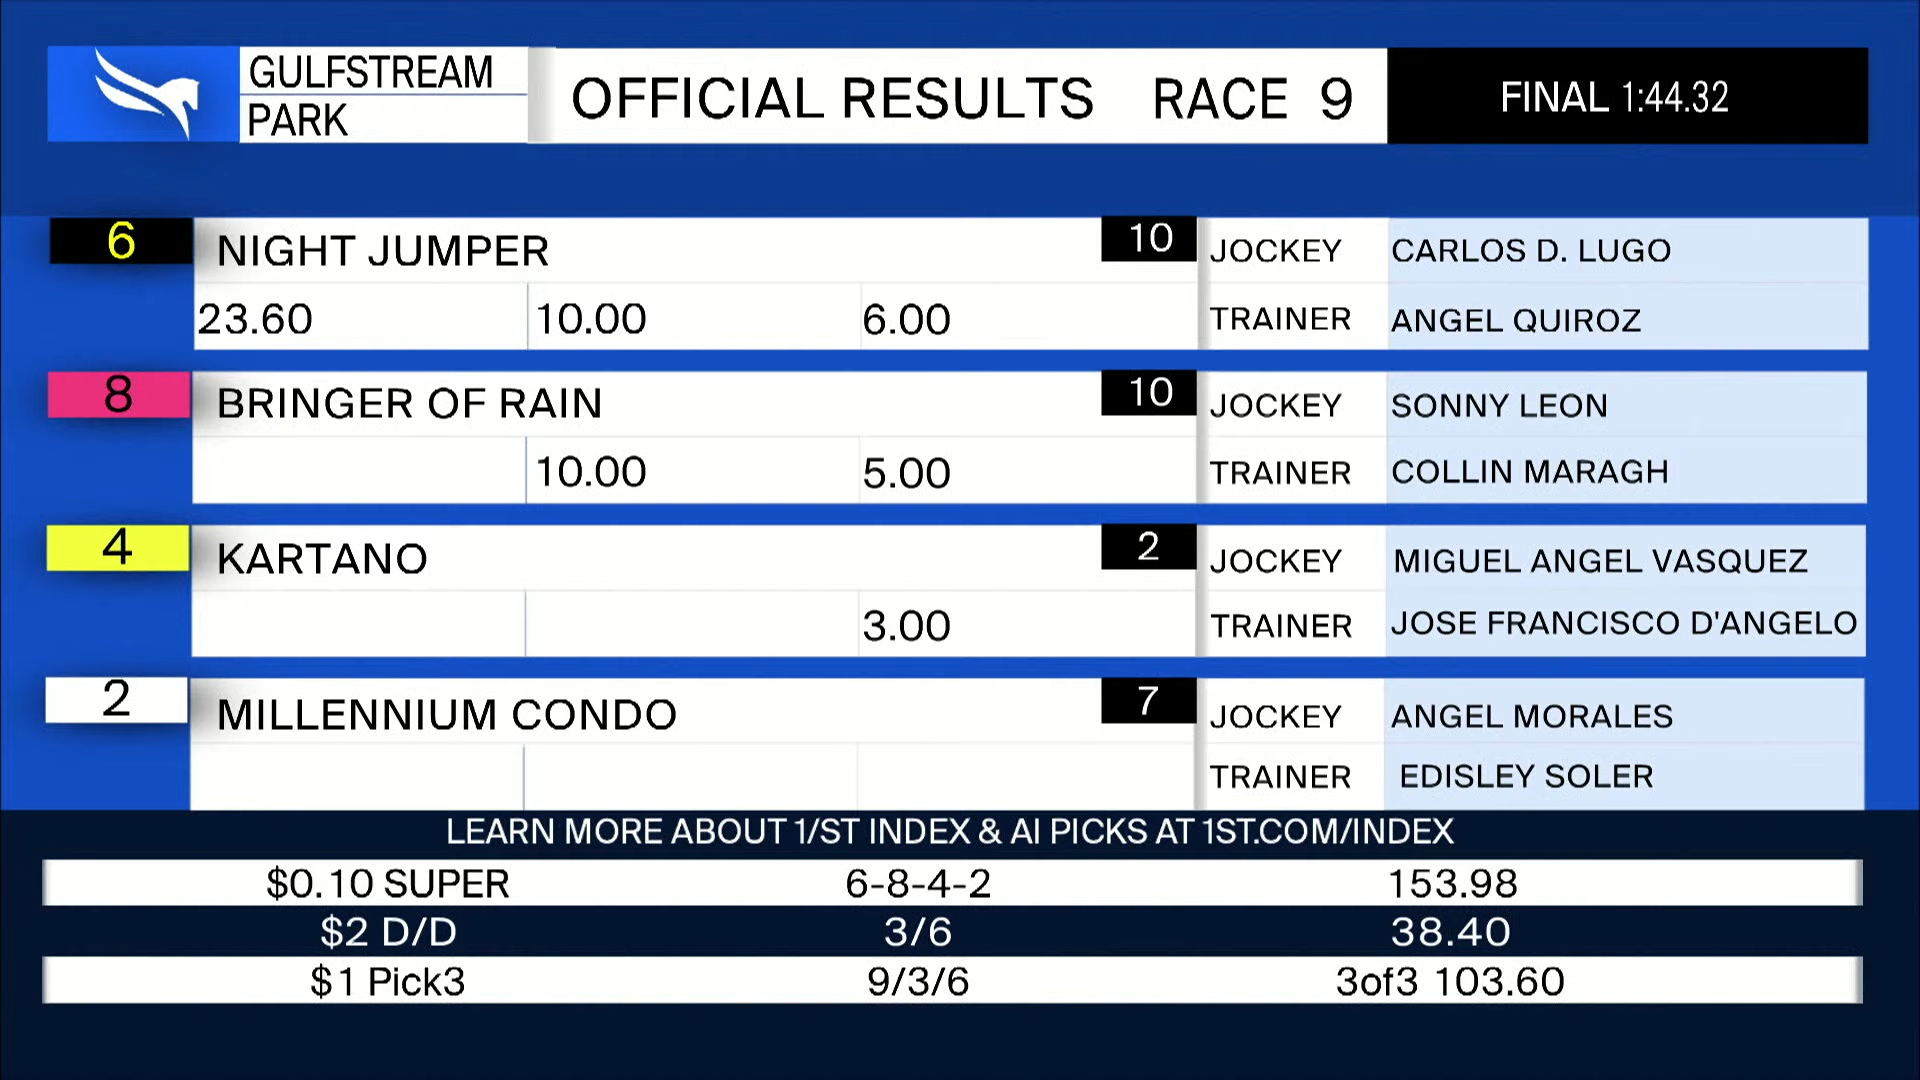 GULFSTREAM
PARK
OFFICIAL RESULTS RACE 9
FINAL 1:44.32
6 NIGHT JUMPER 10 JOCKEY CARLOS D. LUGO
23.60 10.00 6.00 TRAINER ANGEL QUIROZ
8 BRINGER OF RAIN 10 JOCKEY SONNY LEON
10.00 5.00 TRAINER COLLIN MARAGH
4 KARTANO 2 JOCKEY MIGUEL ANGEL VASQUEZ
3.00 TRAINER JOSE FRANCISCO D'ANGELO
2 MILLENNIUM CONDO 7 JOCKEY ANGEL MORALES
TRAINER EDISLEY SOLER
LEARN MORE ABOUT 1/ST INDEX & AI PICKS AT 1ST.COM/INDEX
$0.10 SUPER 6-8-4-2 153.98
$2 D/D 3/6 38.40
$1 Pick3 9/3/6 3of3 103.60